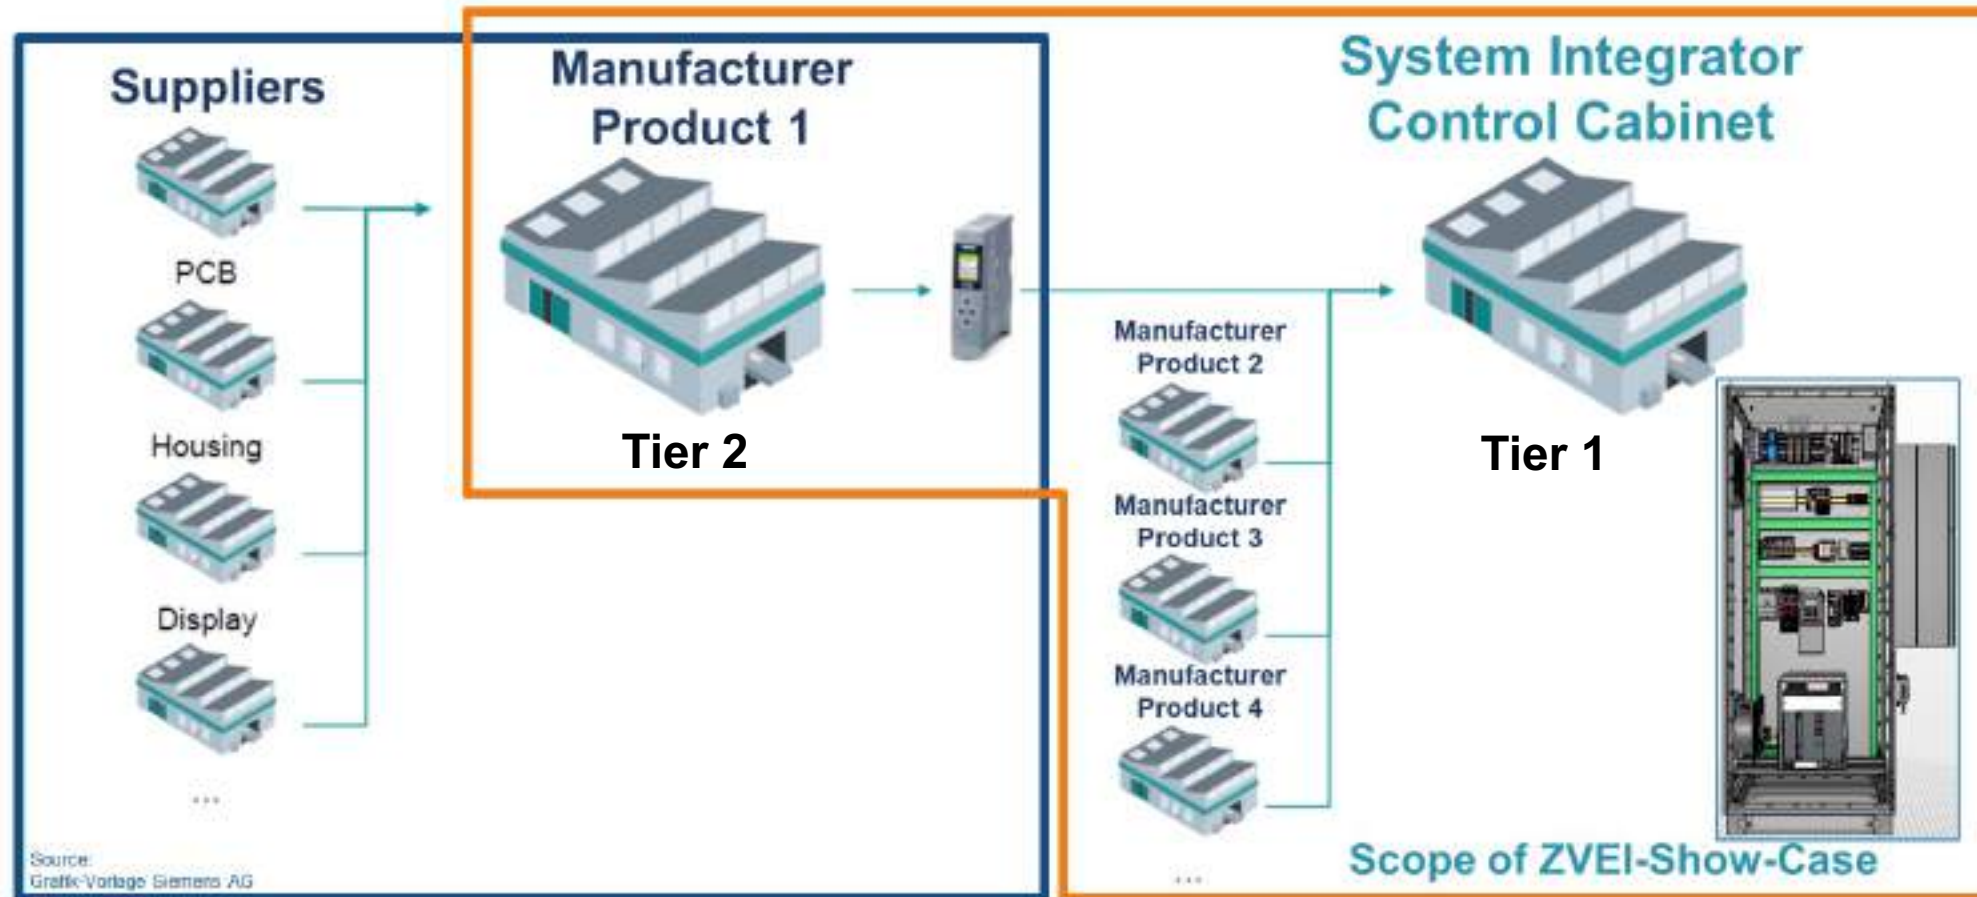 Suppliers
PCB
Housing
Display
...
Source:
Grafik-Vorlage Siemens AG
Manufacturer
Product 1
Tier 2
Manufacturer
Product 2
Manufacturer
Product 3
Manufacturer
Product 4
...
System Integrator
Control Cabinet
Tier 1
Scope of ZVEI-Show-Case